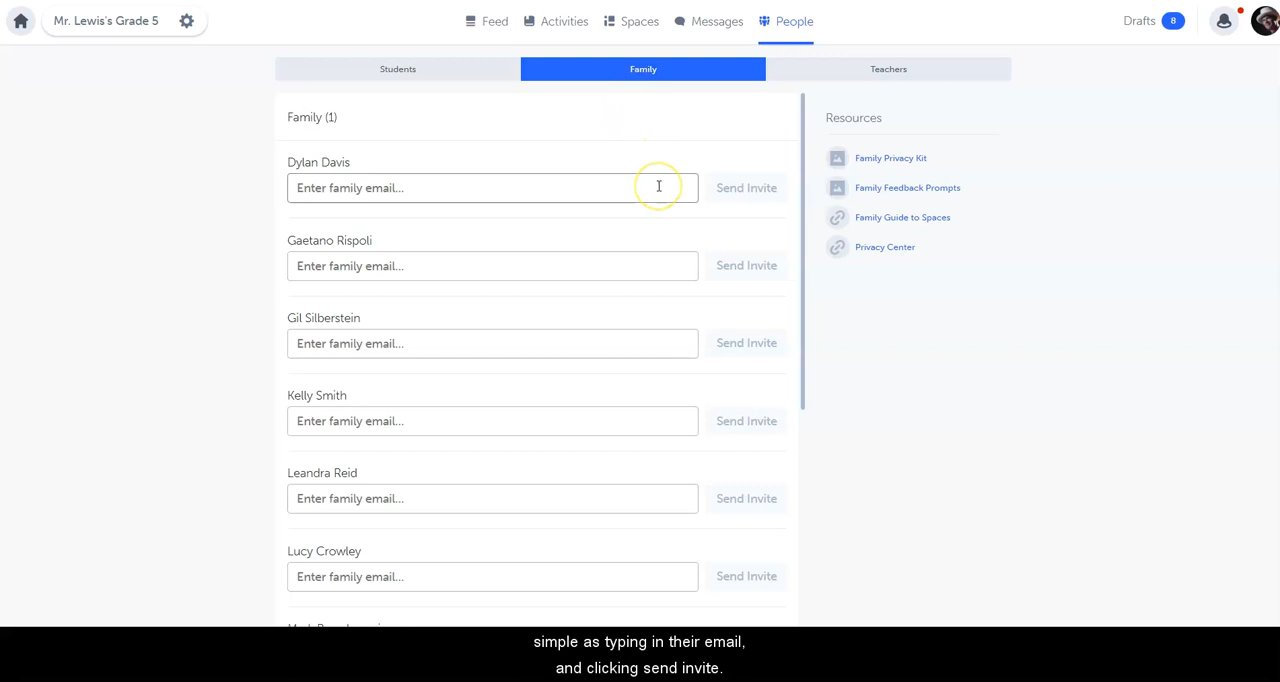 Mr. Lewis's Grade 5
Feed
Activities
Spaces
Messages
People
Drafts 8
Students
Family
Teachers
Family (1)
Dylan Davis
Enter family email...
Send Invite
Gaetano Rispoli
Enter family email...
Send Invite
Gil Silberstein
Enter family email...
Send Invite
Kelly Smith
Enter family email...
Send Invite
Leandra Reid
Enter family email...
Send Invite
Lucy Crowley
Enter family email...
Send Invite
Resources
Family Privacy Kit
Family Feedback Prompts
Family Guide to Spaces
Privacy Center
simple as typing in their email,
and clicking send invite.